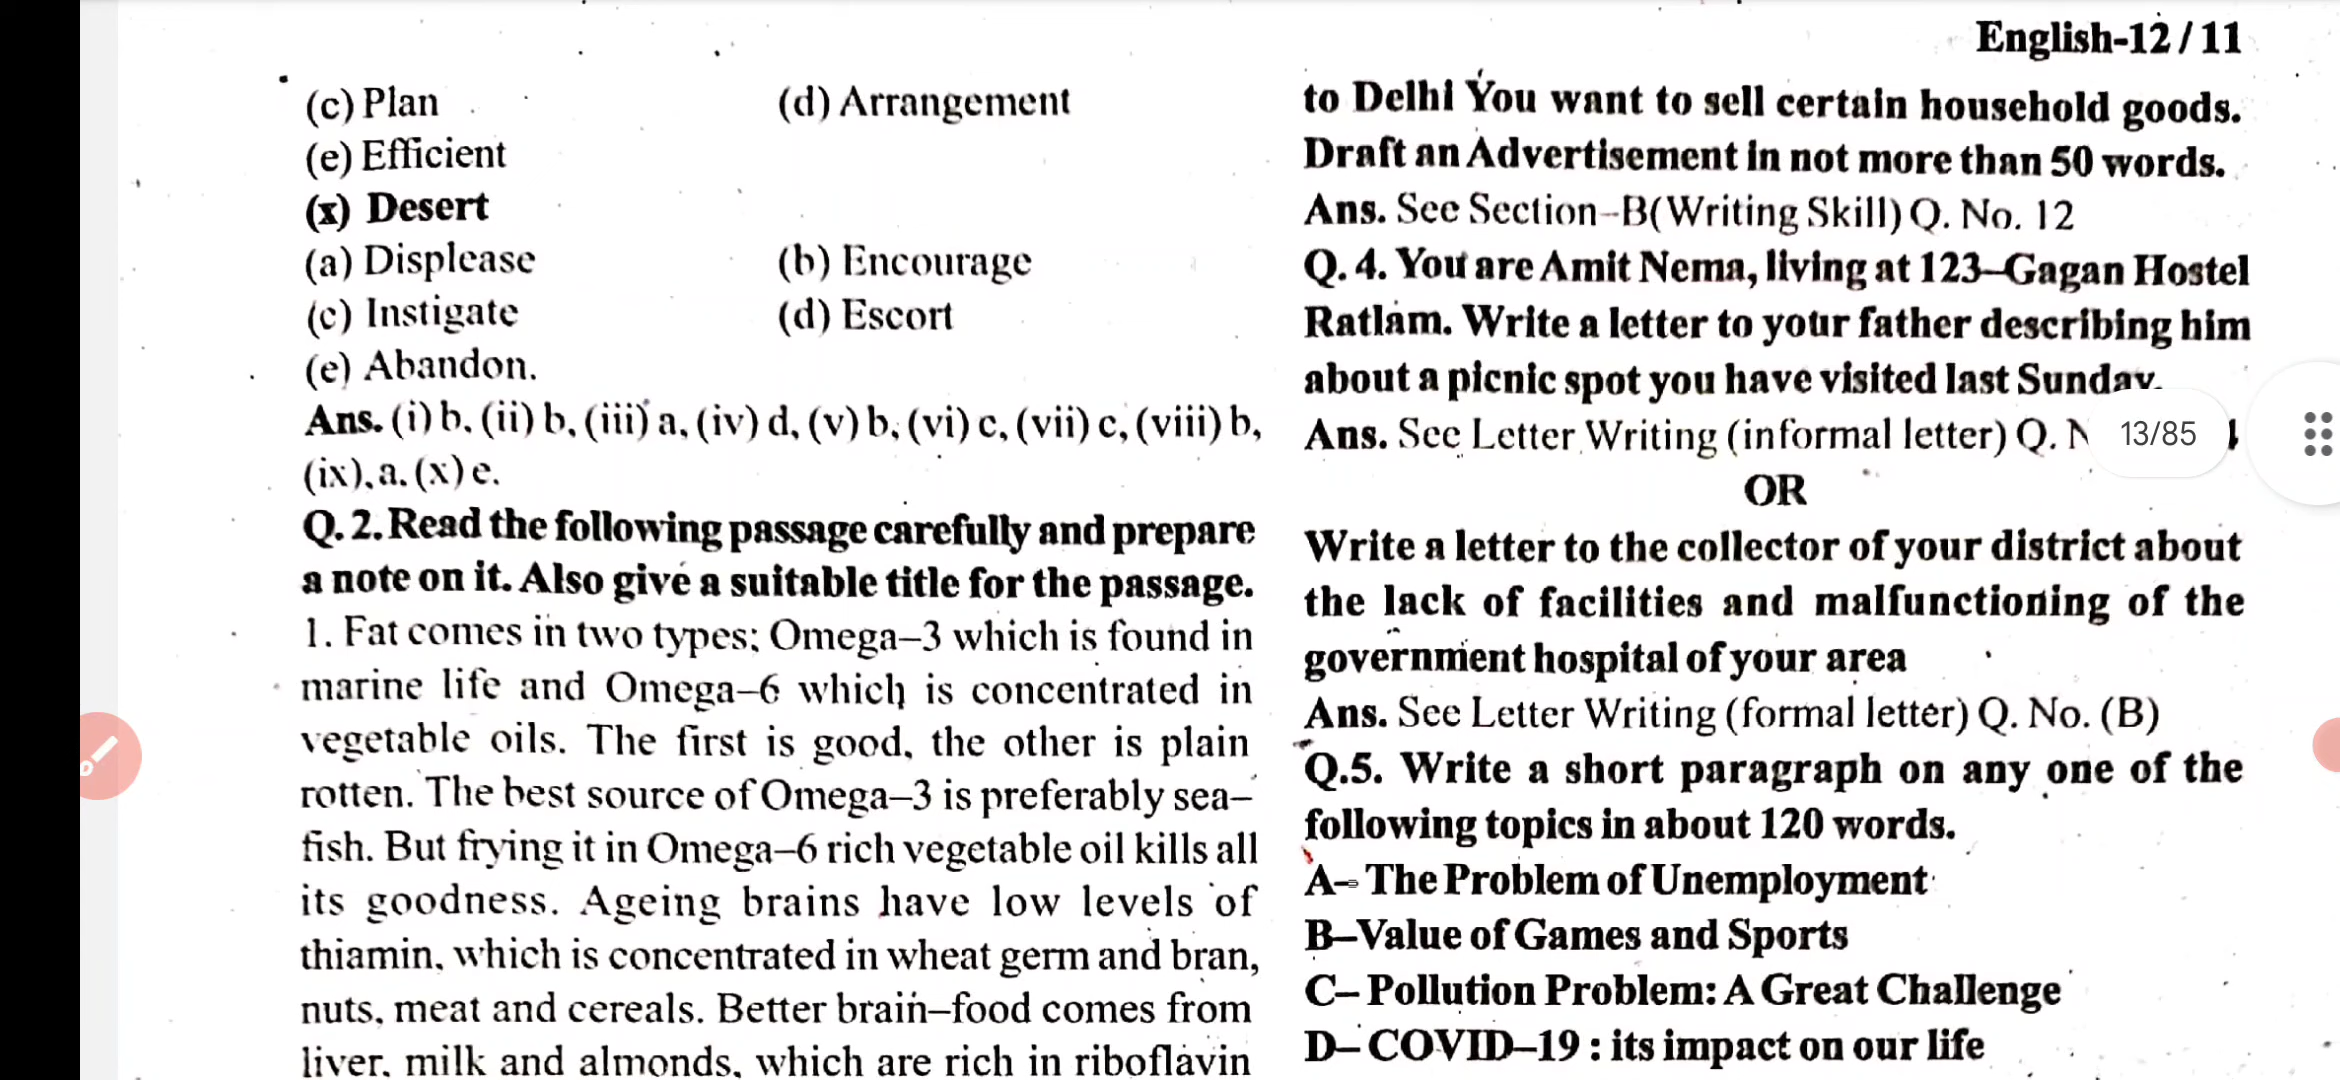 English-12/11
(c) Plan (d) Arrangement
(e) Efficient
(x) Desert
(a) Displease (b) Encourage
(c) Instigate (d) Escort
(e) Abandon.
Ans. (i) b, (ii) b, (iii) a, (iv) d, (v) b, (vi) c, (vii) c, (viii) b,
(ix), a. (x) e.
Q. 2. Read the following passage carefully and prepare
a note on it. Also give a suitable title for the passage.
1. Fat comes in two types; Omega–3 which is found in
marine life and Omega–6 which is concentrated in
vegetable oils. The first is good, the other is plain
rotten. The best source of Omega–3 is preferably sea–
fish. But frying it in Omega–6 rich vegetable oil kills all
its goodness. Ageing brains have low levels of
thiamin, which is concentrated in wheat germ and bran,
nuts, meat and cereals. Better brain–food comes from
liver, milk and almonds, which are rich in riboflavin
to Delhi You want to sell certain household goods.
Draft an Advertisement in not more than 50 words.
Ans. See Section–B(Writing Skill) Q. No. 12
Q. 4. You are Amit Nema, living at 123–Gagan Hostel
Ratlam. Write a letter to your father describing him
about a picnic spot you have visited last Sunday.
Ans. See Letter Writing (informal letter) Q.
13/85
OR
Write a letter to the collector of your district about
the lack of facilities and malfunctioning of the
government hospital of your area
Ans. See Letter Writing (formal letter) Q. No. (B)
Q.5. Write a short paragraph on any one of the
following topics in about 120 words.
A– The Problem of Unemployment
B–Value of Games and Sports
C– Pollution Problem: A Great Challenge
D– COVID–19 : its impact on our life